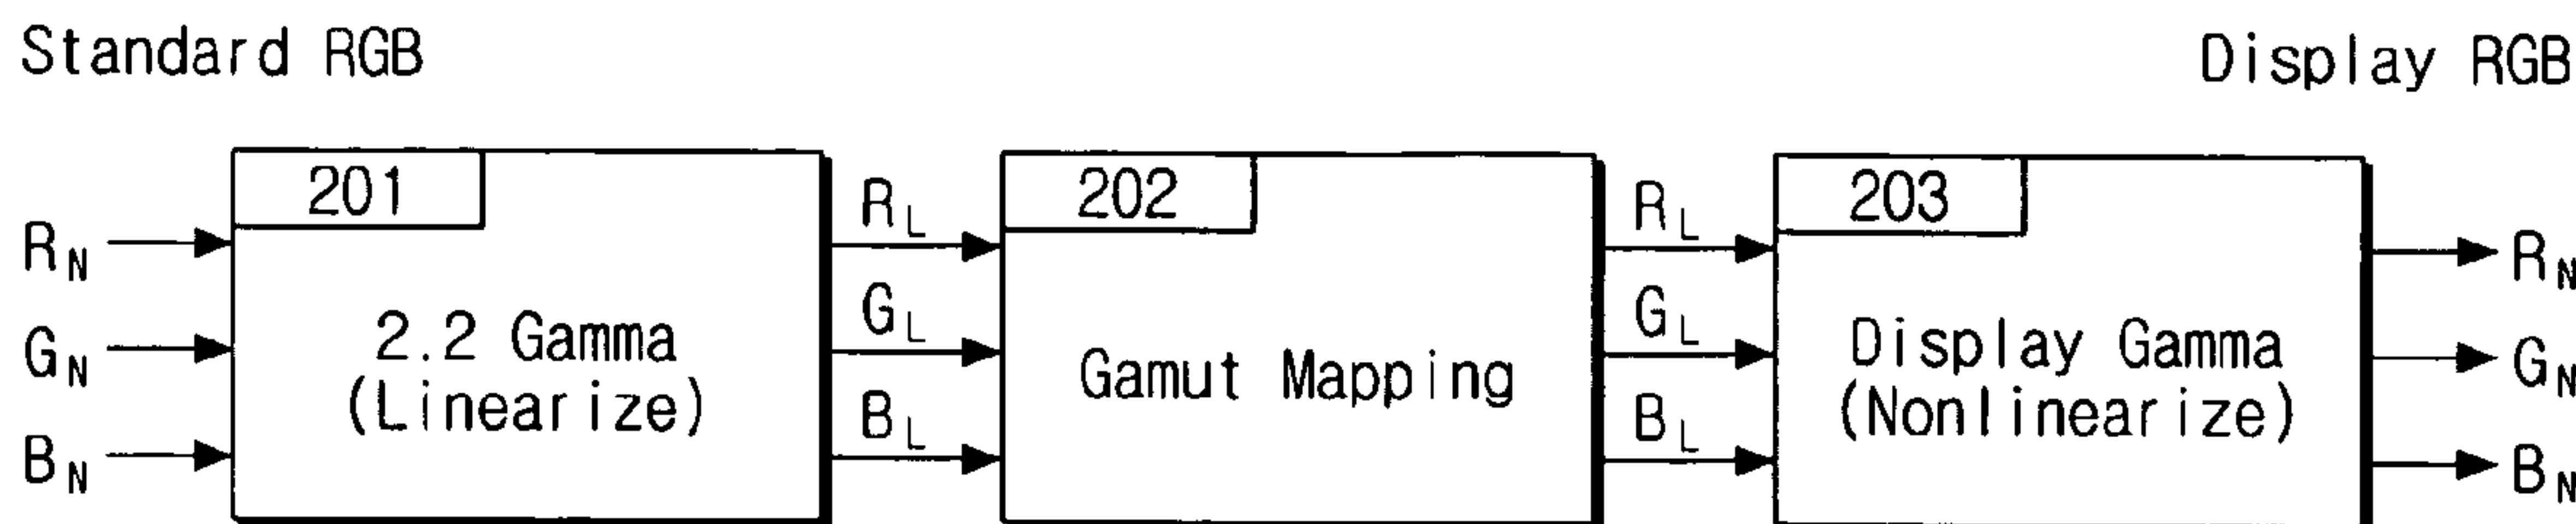 Standard RGB
Display RGB
201
202
203
R_N
G_N
B_N
2.2 Gamma
(Linearize)
R_L
G_L
B_L
Gamut Mapping
R_L
G_L
B_L
Display Gamma
(Nonlinearize)
R_N
G_N
B_N